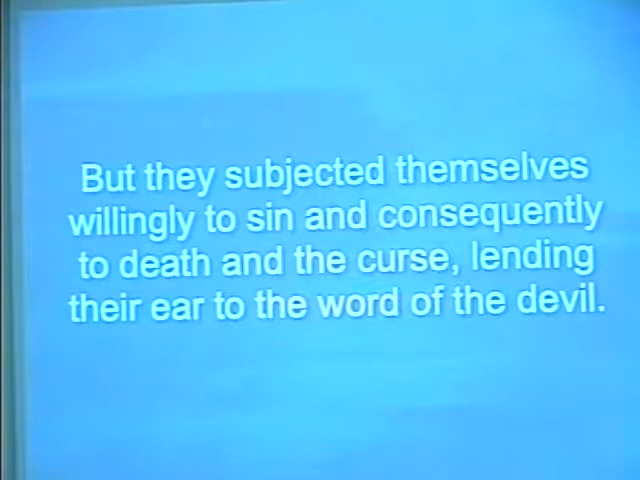 But they subjected themselves
willingly to sin and consequently
to death and the curse, lending
their ear to the word of the devil.